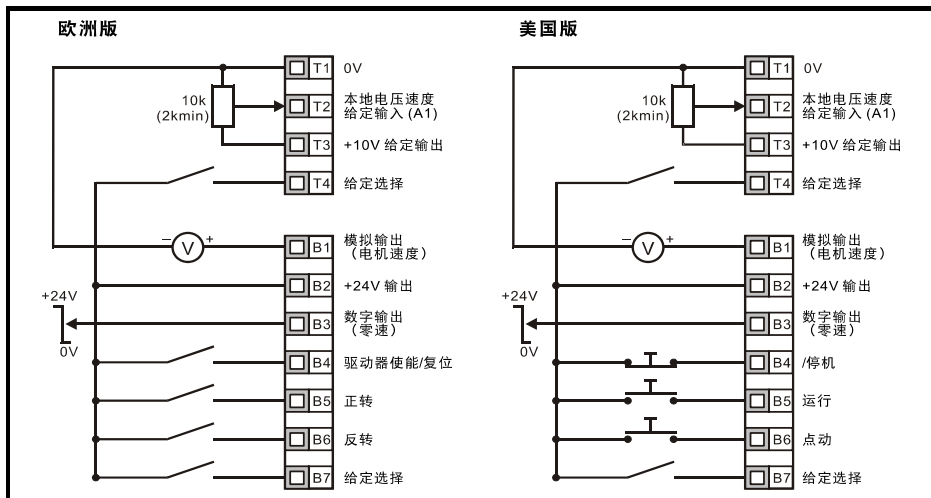 欧洲版
T1 0V
10k
(2kmin)
T2 本地电压速度
给定输入 (A1)
T3 +10V 给定输出
T4 给定选择
− V +
B1 模拟输出
（电机速度）
B2 +24V 输出
+24V
0V
B3 数字输出
（零速）
B4 驱动器使能/复位
B5 正转
B6 反转
B7 给定选择
美国版
T1 0V
10k
(2kmin)
T2 本地电压速度
给定输入 (A1)
T3 +10V 给定输出
T4 给定选择
− V +
B1 模拟输出
（电机速度）
B2 +24V 输出
+24V
0V
B3 数字输出
（零速）
B4 /停机
B5 运行
B6 点动
B7 给定选择